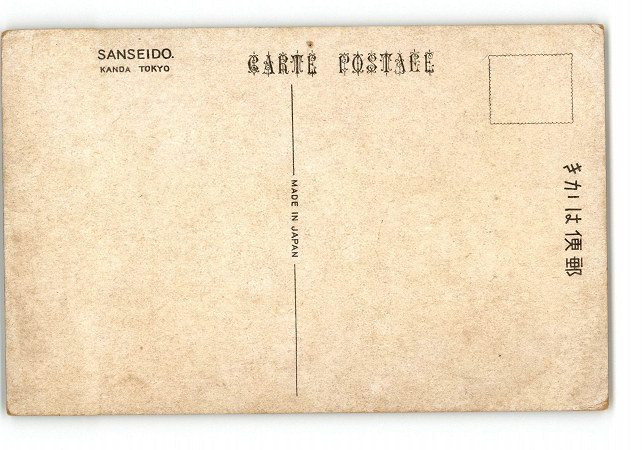 SANSEIDO.
KANDA TOKYO
CARTE POSTALE
MADE IN JAPAN
きかは便郵